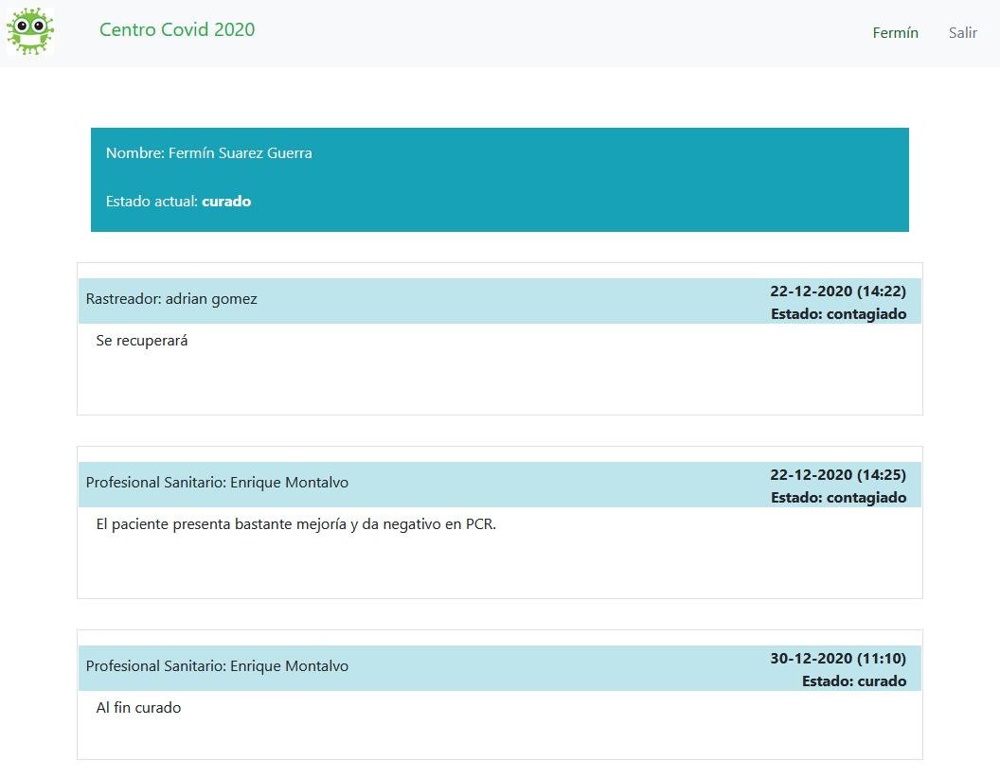 Centro Covid 2020
Fermín
Salir
Nombre: Fermín Suarez Guerra
Estado actual: curado
Rastreador: adrian gomez
22-12-2020 (14:22)
Estado: contagiado
Se recuperará
Profesional Sanitario: Enrique Montalvo
22-12-2020 (14:25)
Estado: contagiado
El paciente presenta bastante mejoría y da negativo en PCR.
Profesional Sanitario: Enrique Montalvo
30-12-2020 (11:10)
Estado: curado
Al fin curado